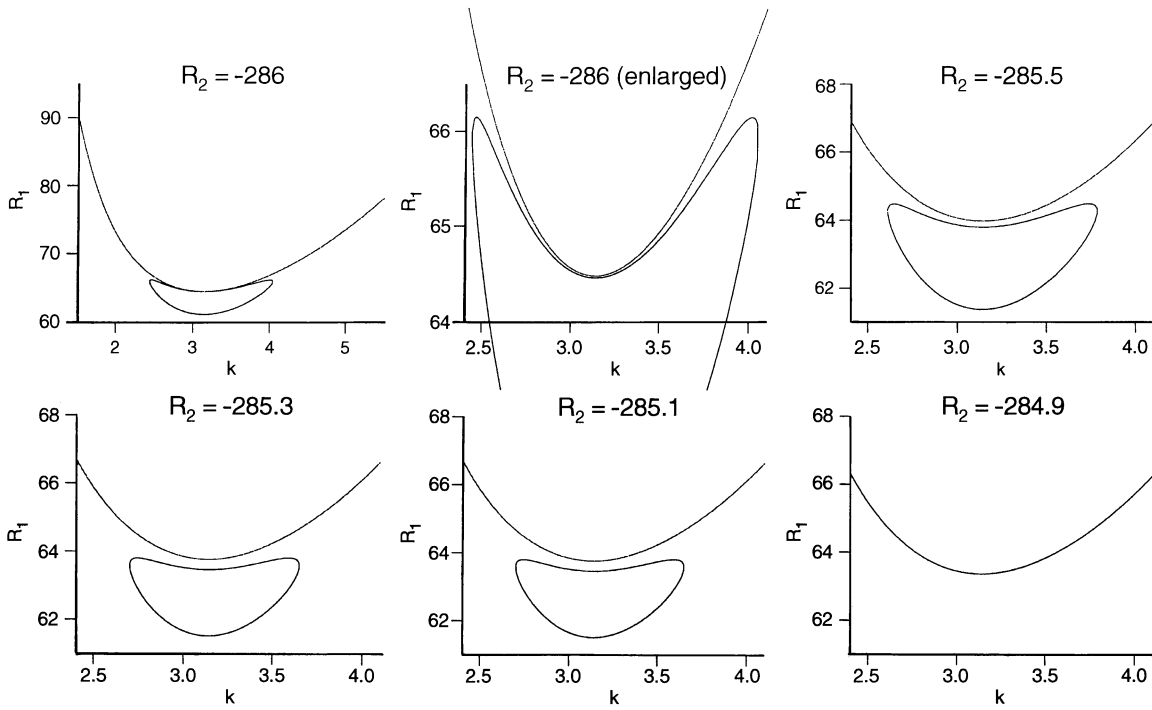 R2 = -286
90
80
70
60
R1
2
3
4
5
k
R2 = -286 (enlarged)
66
65
64
R1
2.5
3.0
3.5
4.0
k
R2 = -285.5
68
66
64
62
R1
2.5
3.0
3.5
4.0
k
R2 = -285.3
68
66
64
62
R1
2.5
3.0
3.5
4.0
k
R2 = -285.1
68
66
64
62
R1
2.5
3.0
3.5
4.0
k
R2 = -284.9
68
66
64
62
R1
2.5
3.0
3.5
4.0
k